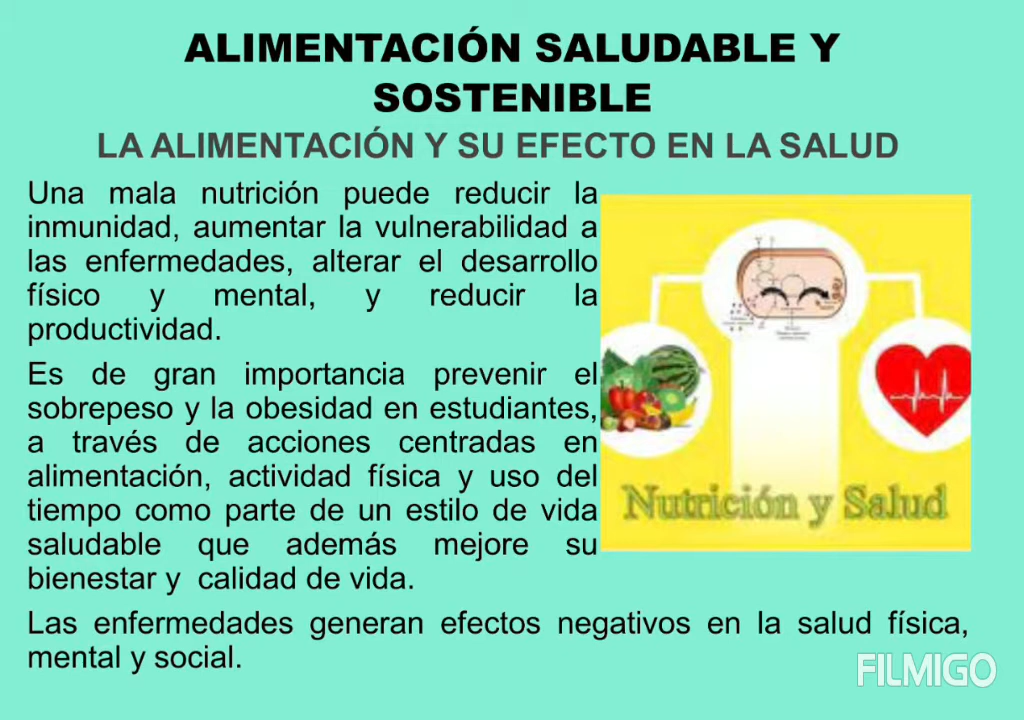 ALIMENTACIÓN SALUDABLE Y
SOSTENIBLE
LA ALIMENTACIÓN Y SU EFECTO EN LA SALUD
Una mala nutrición puede reducir la
inmunidad, aumentar la vulnerabilidad a
las enfermedades, alterar el desarrollo
físico y mental, y reducir la
productividad.
Es de gran importancia prevenir el
sobrepeso y la obesidad en estudiantes,
a través de acciones centradas en
alimentación, actividad física y uso del
tiempo como parte de un estilo de vida
saludable que además mejore su
bienestar y calidad de vida.
Nutrición y Salud
Las enfermedades generan efectos negativos en la salud física,
mental y social.
FILMIGO